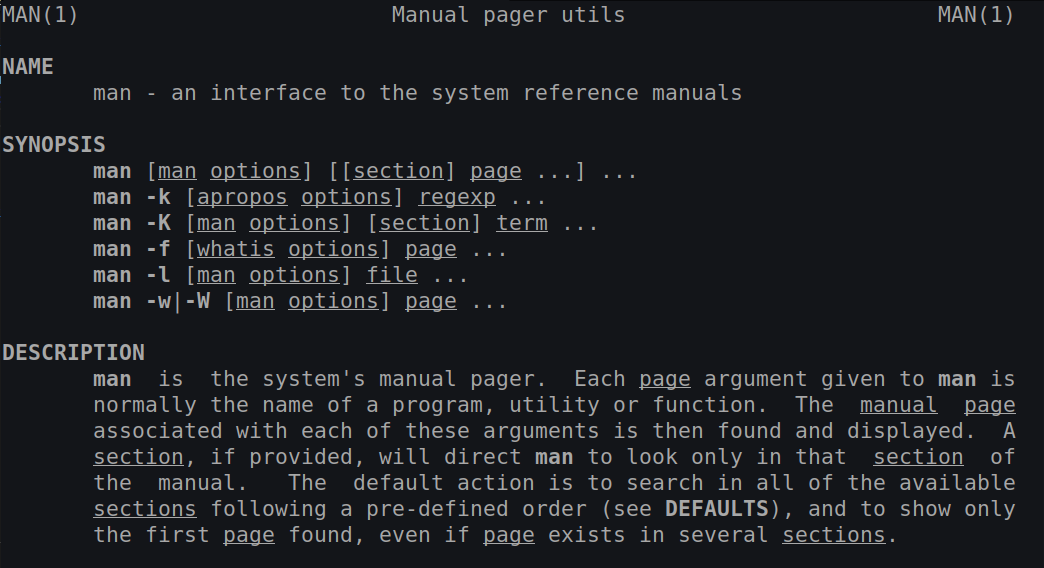 MAN(1)                        Manual pager utils                        MAN(1)
NAME
       man - an interface to the system reference manuals
SYNOPSIS
       man [man options] [[section] page ...] ...
       man -k [apropos options] regexp ...
       man -K [man options] [section] term ...
       man -f [whatis options] page ...
       man -l [man options] file ...
       man -w|-W [man options] page ...
DESCRIPTION
       man  is  the system's manual pager.  Each page argument given to man is
       normally the name of a program, utility or function.  The  manual  page
       associated with each of these arguments is then found and displayed.  A
       section, if provided, will direct man to look only in that  section  of
       the  manual.   The  default action is to search in all of the available
       sections following a pre-defined order (see DEFAULTS), and to show only
       the first page found, even if page exists in several sections.